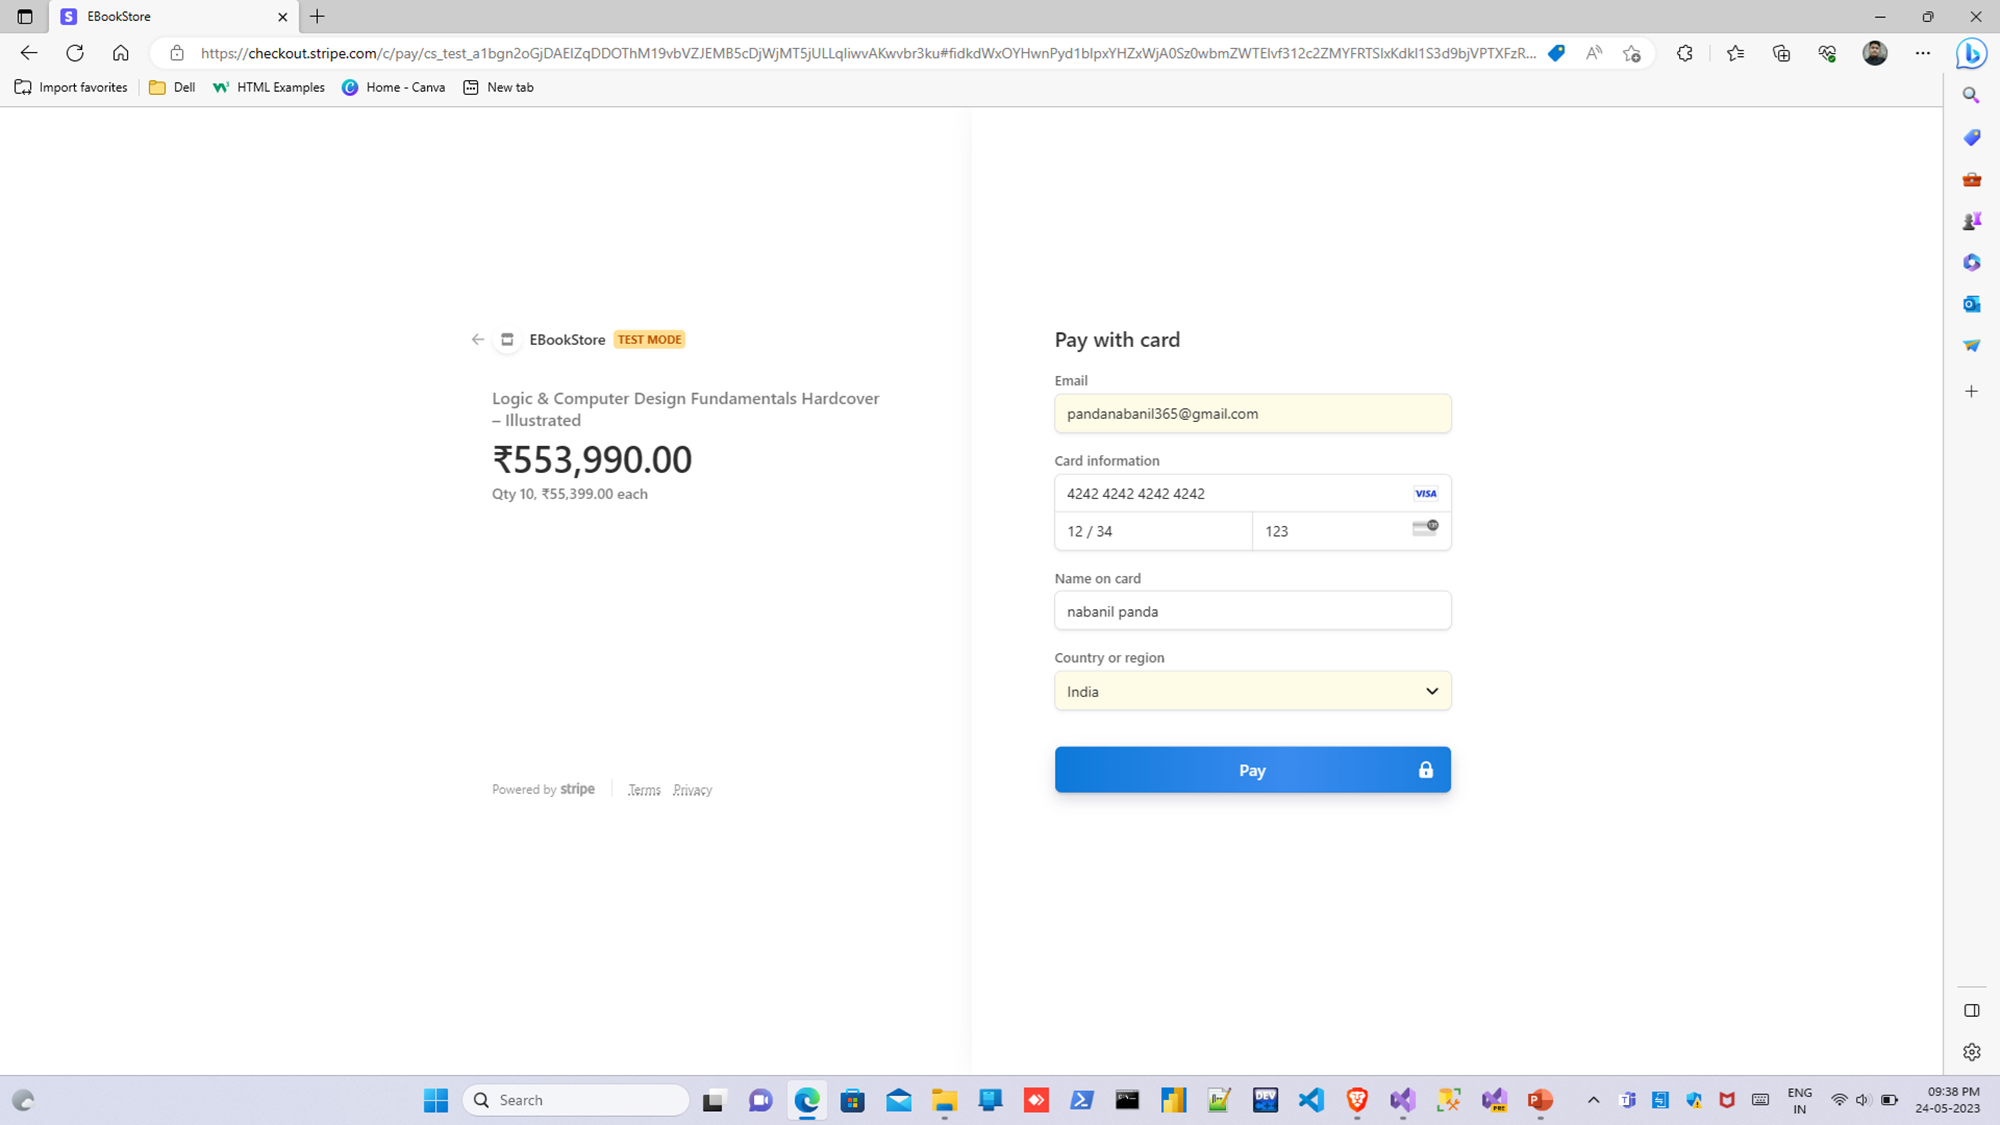 EBookStore
https://checkout.stripe.com/c/pay/cs_test_a1bgn2oGjDAEIZqDDOThM19vbVZJEMB5cDjWjMT5jULLqliwvAKwvbr3ku#fidkdWxOYHwnPyd1blpxYHZxWjA0Sz0wbmZWTElvf312c2ZMYFRTSlxKdkI1S3d9bjVPTXFzR...
Import favorites
Dell
HTML Examples
Home - Canva
New tab
EBookStore TEST MODE
Logic & Computer Design Fundamentals Hardcover
– Illustrated
₹553,990.00
Qty 10, ₹55,399.00 each
Powered by stripe
Terms Privacy
Pay with card
Email
pandanabanil365@gmail.com
Card information
4242 4242 4242 4242 VISA
12 / 34
123
Name on card
nabanil panda
Country or region
India
Pay
Search
ENG
IN
09:38 PM
24-05-2023